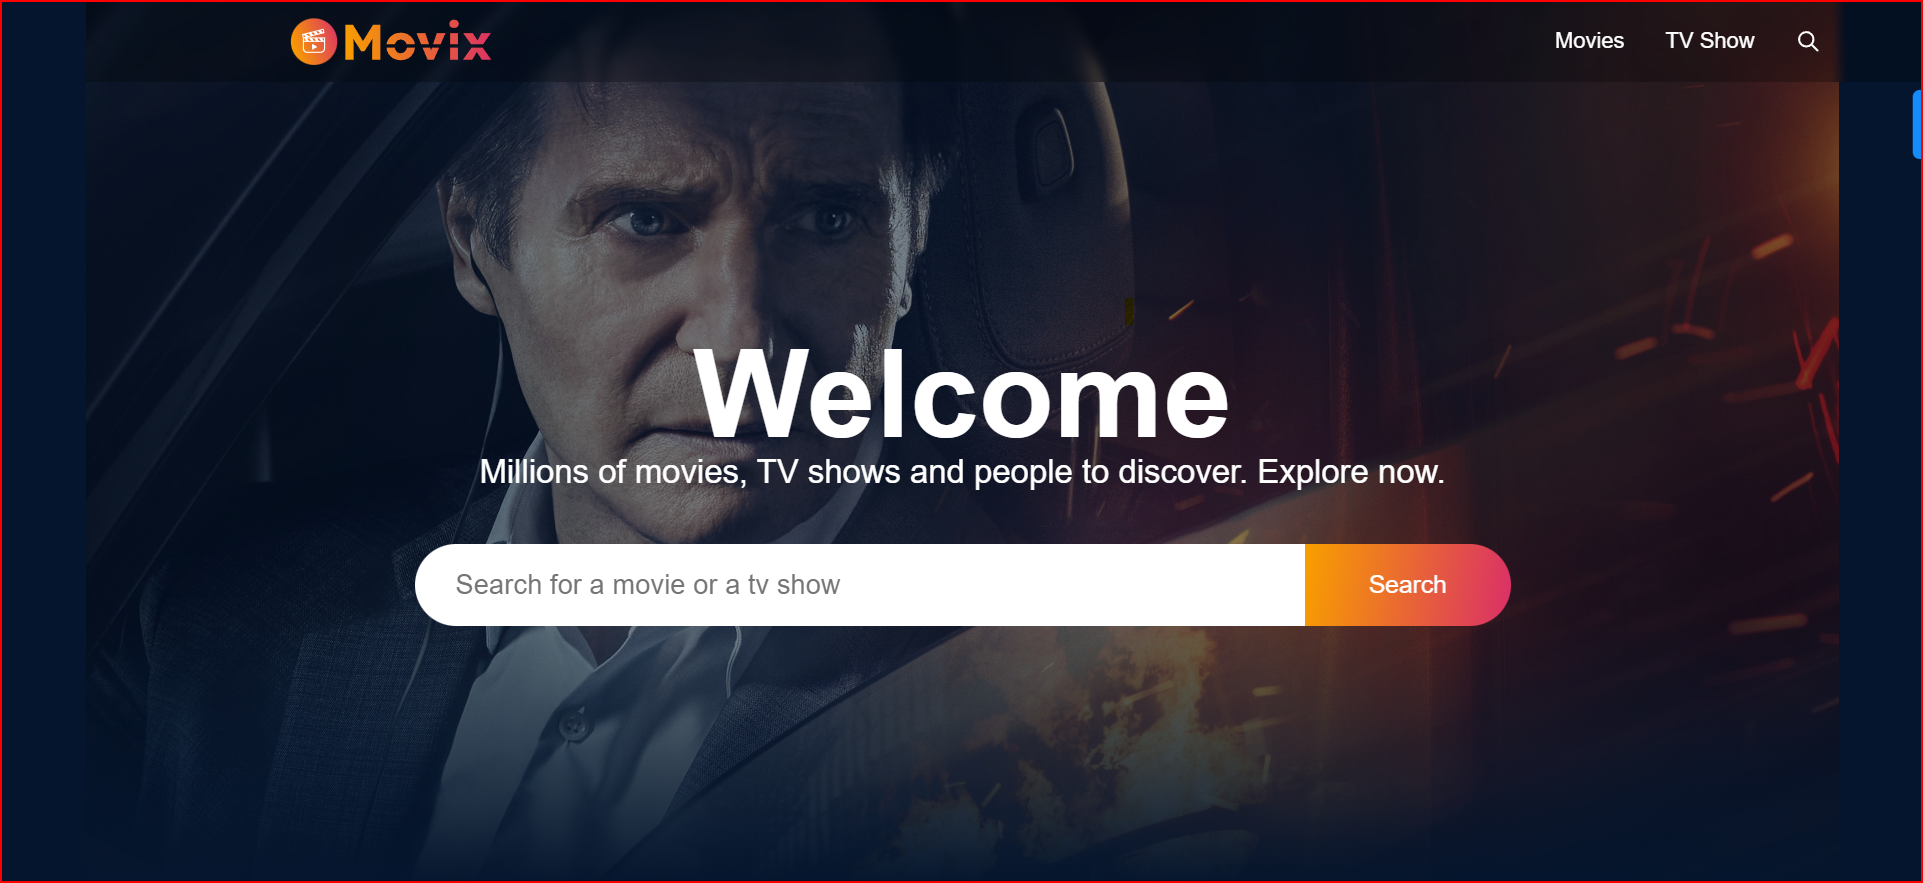 Movix
Movies
TV Show
Welcome
Millions of movies, TV shows and people to discover. Explore now.
Search for a movie or a tv show
Search